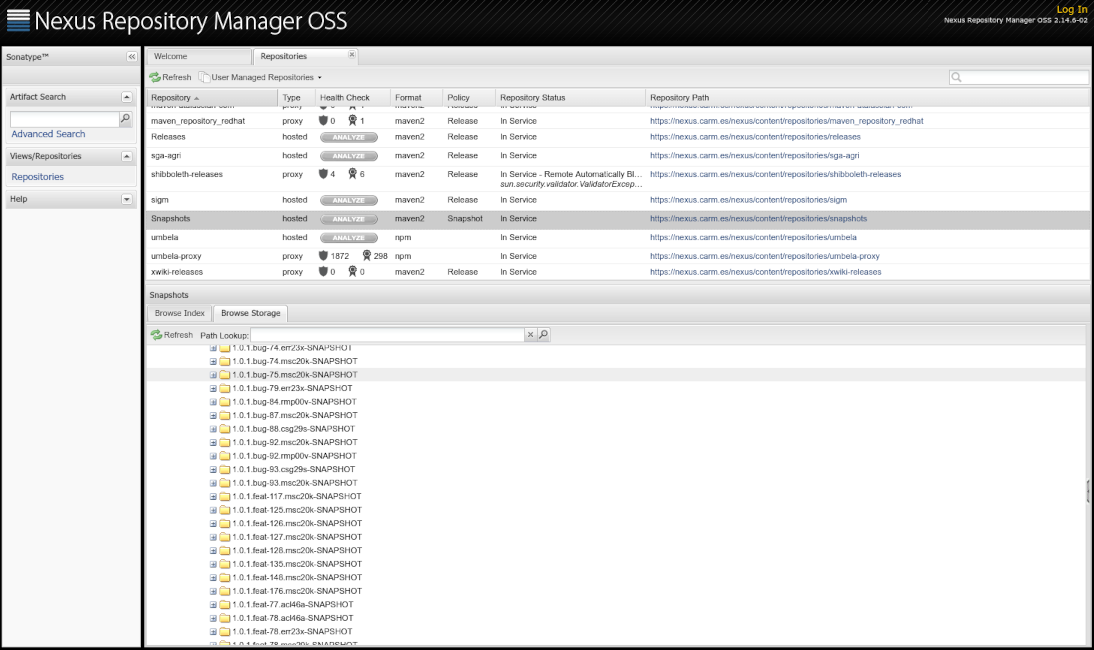 Nexus Repository Manager OSS
Log In
Nexus Repository Manager OSS 2.14.6-02
Sonatype™
Welcome
Repositories
Refresh User Managed Repositories
Artifact Search
Advanced Search
Views/Repositories
Repositories
Help
Repository Type Health Check Format Policy Repository Status Repository Path
maven_repository_redhat proxy 0 1 maven2 Release In Service https://nexus.carm.es/nexus/content/repositories/maven_repository_redhat
Releases hosted ANALYZE maven2 Release In Service https://nexus.carm.es/nexus/content/repositories/releases
sga-agri hosted ANALYZE maven2 Release In Service https://nexus.carm.es/nexus/content/repositories/sga-agri
shibboleth-releases proxy 4 6 maven2 Release In Service - Remote Automatically Bl... https://nexus.carm.es/nexus/content/repositories/shibboleth-releases
sun.security.validator.ValidatorExcep...
sigm hosted ANALYZE maven2 Release In Service https://nexus.carm.es/nexus/content/repositories/sigm
Snapshots hosted ANALYZE maven2 Snapshot In Service https://nexus.carm.es/nexus/content/repositories/snapshots
umbela hosted ANALYZE npm In Service https://nexus.carm.es/nexus/content/repositories/umbela
umbela-proxy proxy 1872 298 npm In Service https://nexus.carm.es/nexus/content/repositories/umbela-proxy
xwiki-releases proxy 0 0 maven2 Release In Service https://nexus.carm.es/nexus/content/repositories/xwiki-releases
Snapshots
Browse Index Browse Storage
Refresh Path Lookup:
1.0.1.bug-74.err23x-SNAPSHOT
1.0.1.bug-74.msc20k-SNAPSHOT
1.0.1.bug-75.msc20k-SNAPSHOT
1.0.1.bug-79.err23x-SNAPSHOT
1.0.1.bug-84.rmp00v-SNAPSHOT
1.0.1.bug-87.msc20k-SNAPSHOT
1.0.1.bug-88.csg29s-SNAPSHOT
1.0.1.bug-92.msc20k-SNAPSHOT
1.0.1.bug-92.rmp00v-SNAPSHOT
1.0.1.bug-93.csg29s-SNAPSHOT
1.0.1.bug-93.msc20k-SNAPSHOT
1.0.1.feat-117.msc20k-SNAPSHOT
1.0.1.feat-125.msc20k-SNAPSHOT
1.0.1.feat-126.msc20k-SNAPSHOT
1.0.1.feat-127.msc20k-SNAPSHOT
1.0.1.feat-128.msc20k-SNAPSHOT
1.0.1.feat-135.msc20k-SNAPSHOT
1.0.1.feat-148.msc20k-SNAPSHOT
1.0.1.feat-176.msc20k-SNAPSHOT
1.0.1.feat-77.acl46a-SNAPSHOT
1.0.1.feat-78.acl46a-SNAPSHOT
1.0.1.feat-78.err23x-SNAPSHOT
1.0.1.feat-78.msc20k-SNAPSHOT